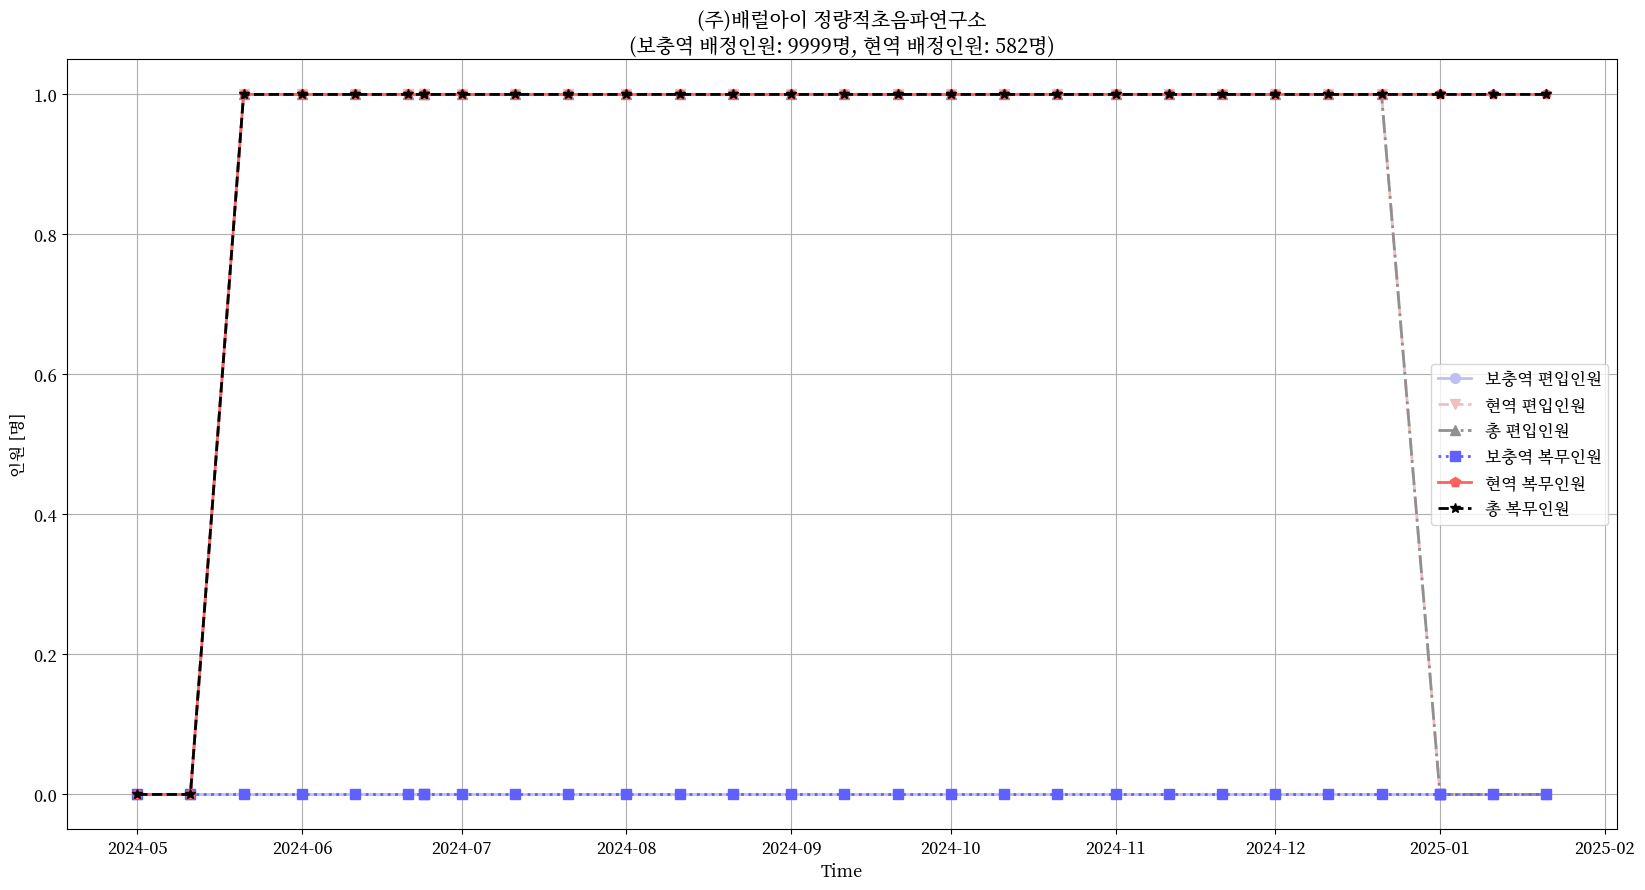 (주)배럴아이 정량적초음파연구소
(보충역 배정인원: 9999명, 현역 배정인원: 582명)
1.0
0.8
0.6
0.4
0.2
0.0
인원 [명]
보충역 편입인원
현역 편입인원
총 편입인원
보충역 복무인원
현역 복무인원
총 복무인원
2024-05 2024-06 2024-07 2024-08 2024-09 2024-10 2024-11 2024-12 2025-01 2025-02
Time